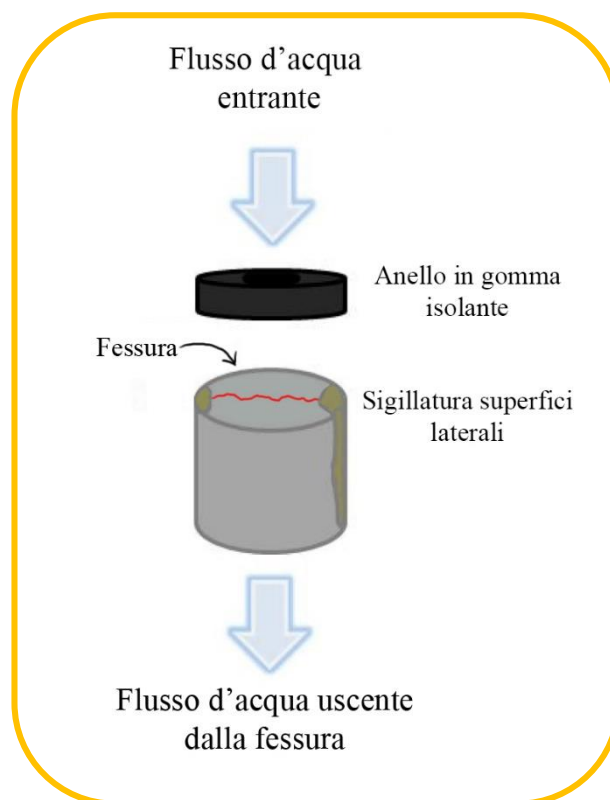 Flusso d’acqua
entrante
Anello in gomma
isolante
Fessura
Sigillatura superfici
laterali
Flusso d’acqua uscente
dalla fessura